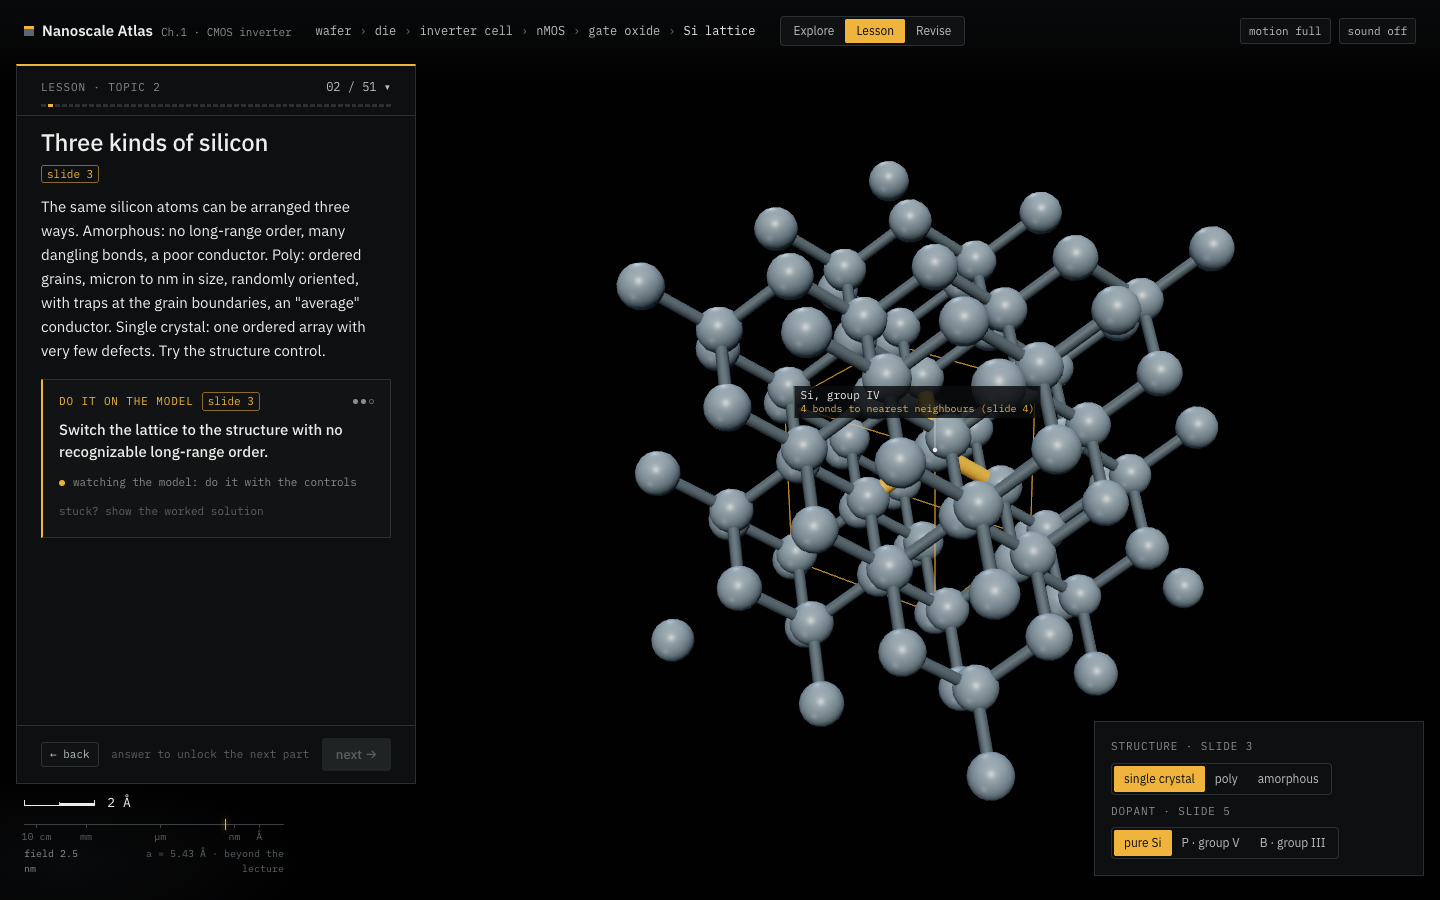 Nanoscale Atlas Ch.1 · CMOS inverter
wafer › die › inverter cell › nMOS › gate oxide › Si lattice
Explore Lesson Revise
motion full sound off
LESSON · TOPIC 2 02 / 51 ▾
Three kinds of silicon
slide 3
The same silicon atoms can be arranged three
ways. Amorphous: no long-range order, many
dangling bonds, a poor conductor. Poly: ordered
grains, micron to nm in size, randomly oriented,
with traps at the grain boundaries, an "average"
conductor. Single crystal: one ordered array with
very few defects. Try the structure control.
DO IT ON THE MODEL slide 3
Switch the lattice to the structure with no
recognizable long-range order.
watching the model: do it with the controls
stuck? show the worked solution
← back answer to unlock the next part next →
Si, group IV
4 bonds to nearest neighbours (slide 4)
2 Å
10 cm mm µm nm Å
field 2.5
nm
a = 5.43 Å · beyond the
lecture
STRUCTURE · SLIDE 3
single crystal poly amorphous
DOPANT · SLIDE 5
pure Si P · group V B · group III